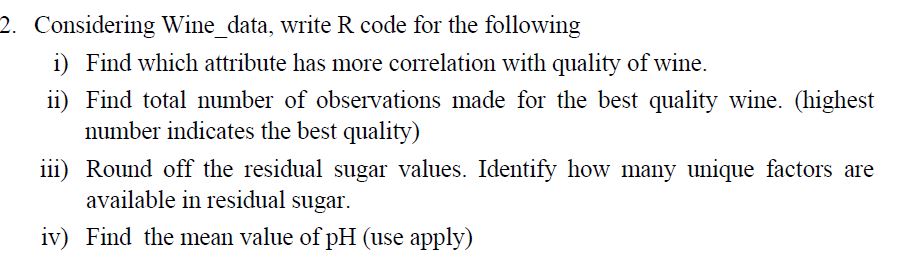 2. Considering Wine_data, write R code for the following
i) Find which attribute has more correlation with quality of wine.
ii) Find total number of observations made for the best quality wine. (highest
number indicates the best quality)
iii) Round off the residual sugar values. Identify how many unique factors are
available in residual sugar.
iv) Find the mean value of pH (use apply)